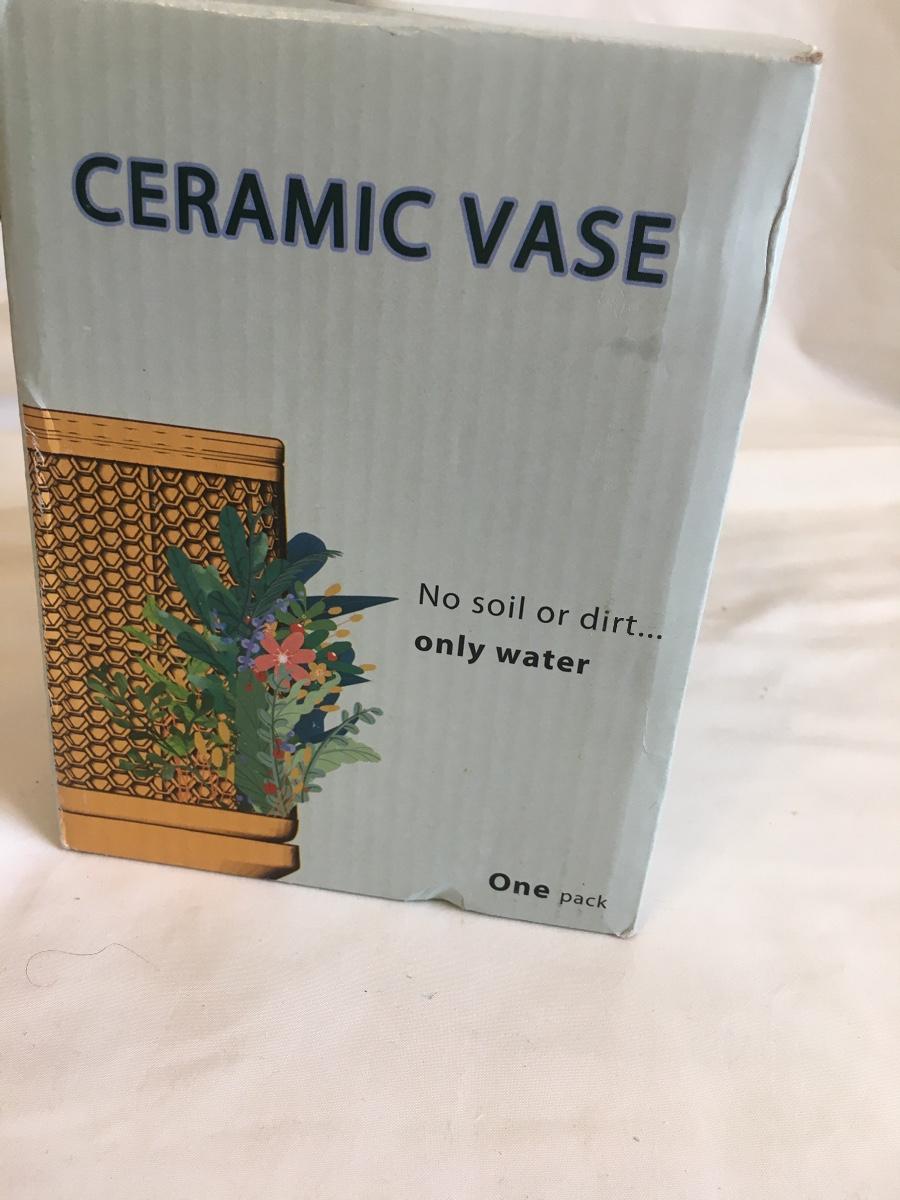 CERAMIC VASE
No soil or dirt...
only water
One pack